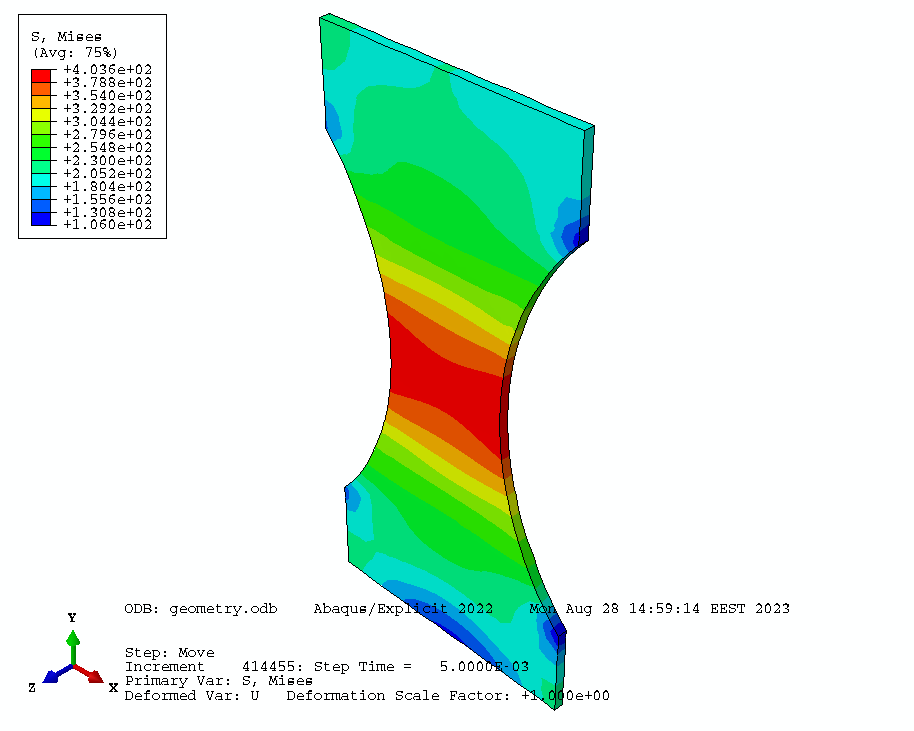 S, Mises
(Avg: 75%)
+4.036e+02
+3.788e+02
+3.540e+02
+3.292e+02
+3.044e+02
+2.796e+02
+2.548e+02
+2.300e+02
+2.052e+02
+1.804e+02
+1.556e+02
+1.308e+02
+1.060e+02
ODB: geometry.odb    Abaqus/Explicit 2022    Mon Aug 28 14:59:14 EEST 2023
Y
Z
X
Step: Move
Increment    414455: Step Time =    5.0000E-03
Primary Var: S, Mises
Deformed Var: U   Deformation Scale Factor: +1.000e+00